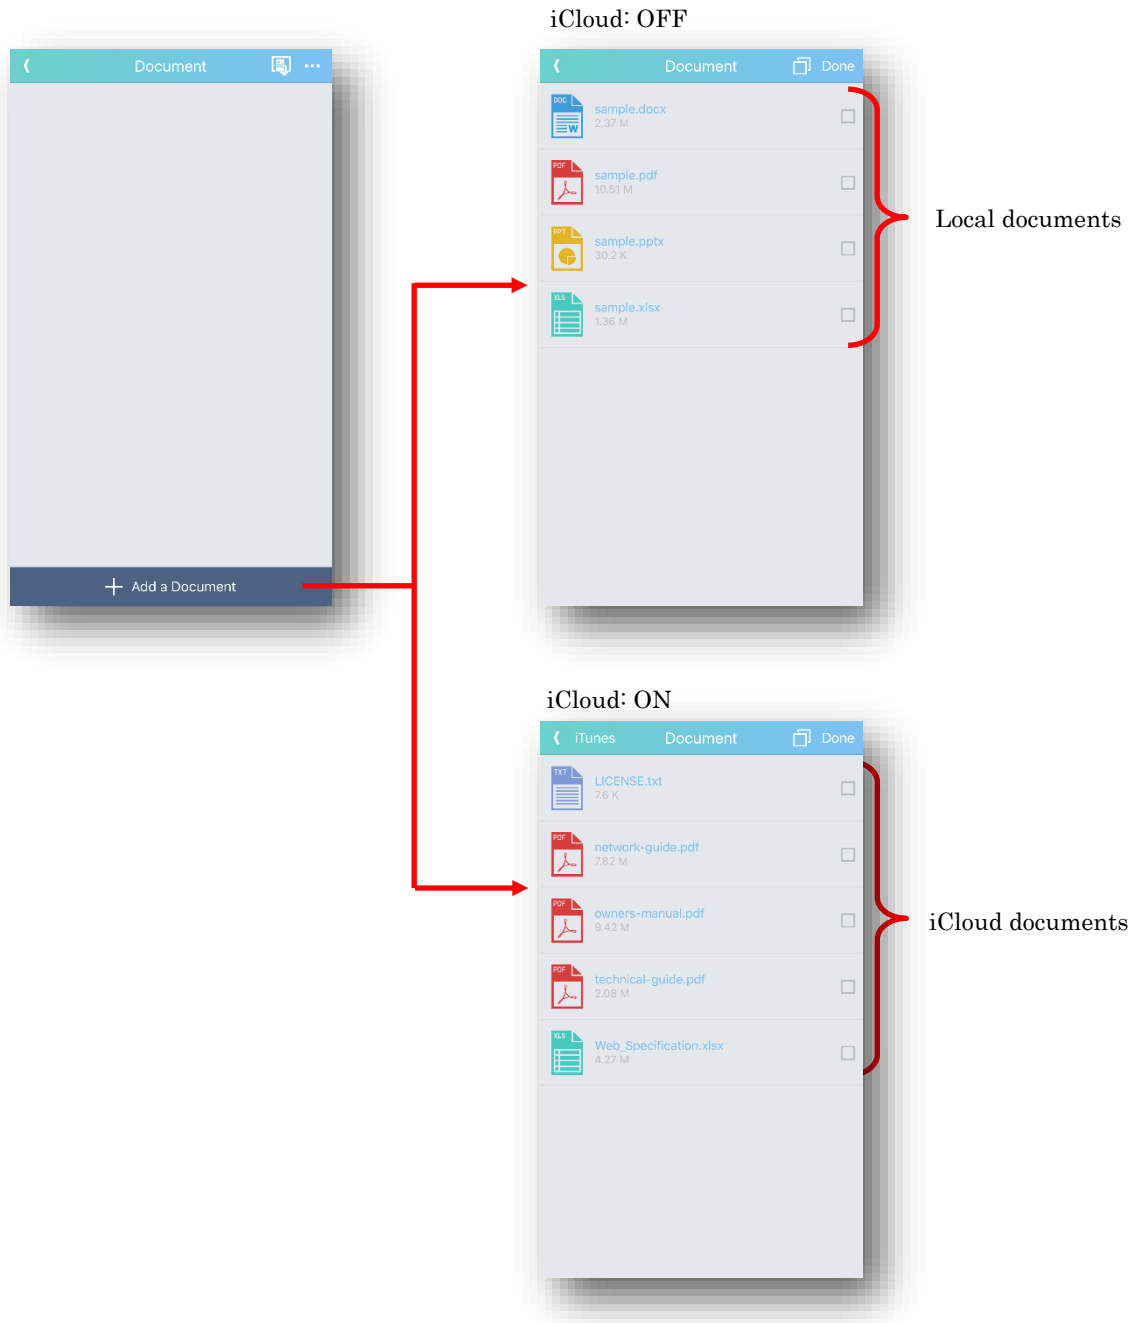 iCloud: OFF
Document
Document
Done
DOC
W
sample.docx
2.37 M
PDF
sample.pdf
10.51 M
Local documents
PPT
sample.pptx
30.2 K
XLS
sample.xlsx
1.36 M
Add a Document
iCloud: ON
iTunes
Document
Done
TXT
LICENSE.txt
7.6 K
PDF
network-guide.pdf
7.82 M
PDF
owners-manual.pdf
9.42 M
iCloud documents
PDF
technical-guide.pdf
2.08 M
XLS
Web_Specification.xlsx
4.27 M